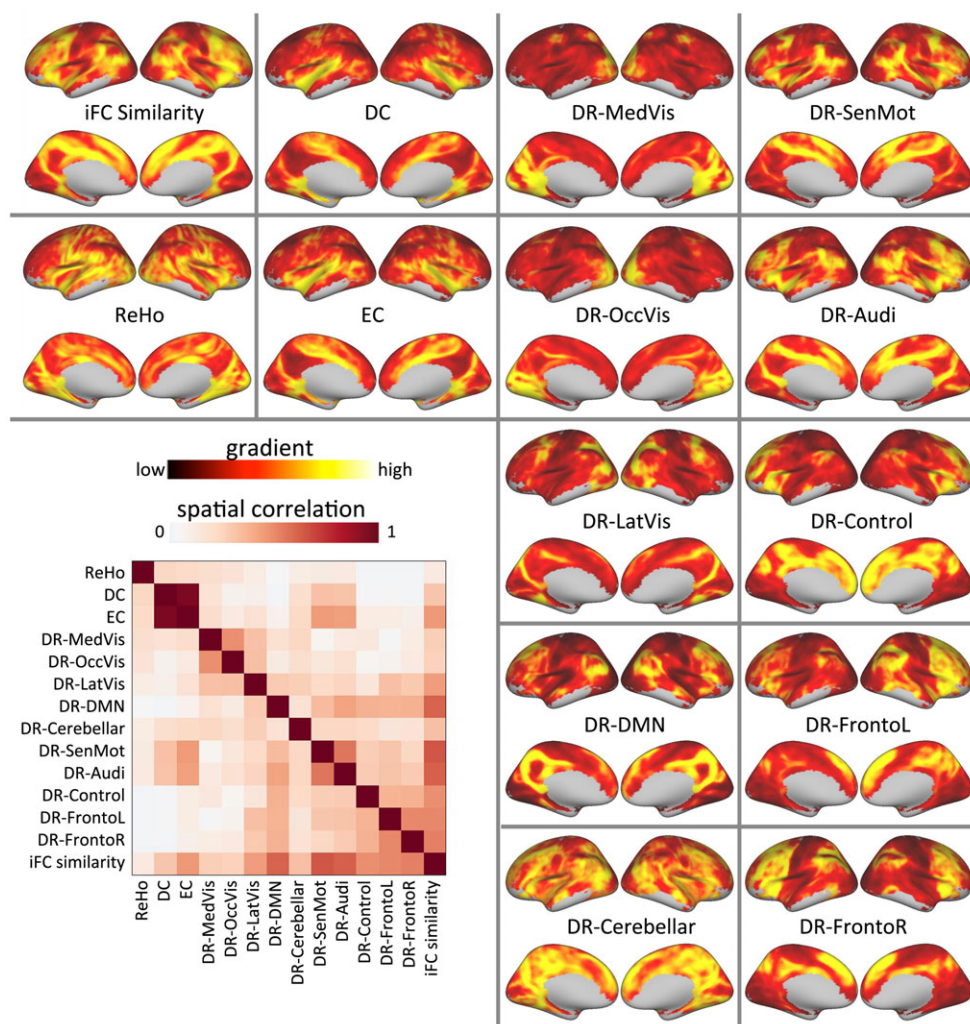 iFC Similarity
DC
DR-MedVis
DR-SenMot
ReHo
EC
DR-OccVis
DR-Audi
gradient
low
high
spatial correlation
0
1
DR-LatVis
DR-Control
DR-DMN
DR-FrontoL
DR-Cerebellar
DR-FrontoR
ReHo
DC
EC
DR-MedVis
DR-OccVis
DR-LatVis
DR-DMN
DR-Cerebellar
DR-SenMot
DR-Audi
DR-Control
DR-FrontoL
DR-FrontoR
iFC similarity
ReHo
DC
EC
DR-MedVis
DR-OccVis
DR-LatVis
DR-DMN
DR-Cerebellar
DR-SenMot
DR-Audi
DR-Control
DR-FrontoL
DR-FrontoR
iFC similarity